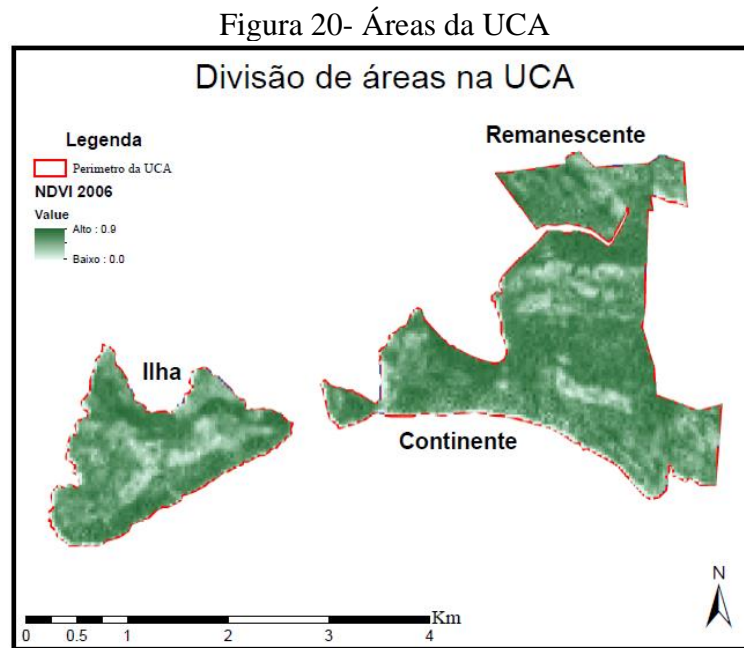 Figura 20- Áreas da UCA
Divisão de áreas na UCA
Legenda
Perimetro da UCA
NDVI 2006
Value
Alto : 0.9
Baixo : 0.0
Remanescente
Ilha
Continente
N
Km
0 0.5 1 2 3 4